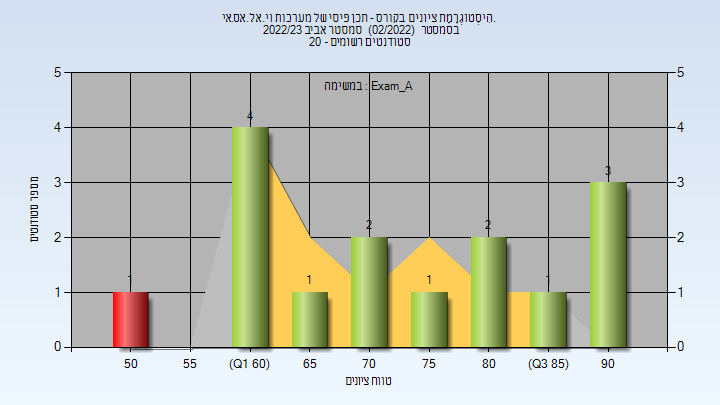 הִיסְטוֹגְרָמַת ציונים בקורס - תכן פיסי של מערכות וי.אל.אס.אי.
בסמסטר (02/2022) סמסטר אביב 2022/23
סטודנטים רשומים - 20
במשימה : Exam_A
מספר סטודנטים
5 5
4 4
3 3
2 2
1 1
0 0
1 4 1 2 1 2 1 3
50 55 (Q1 60) 65 70 75 80 (Q3 85) 90
טווח ציונים